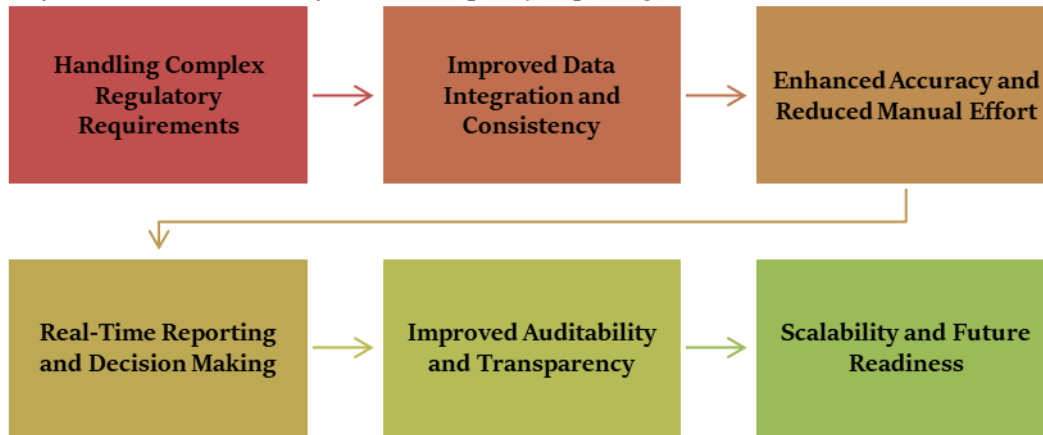 Handling Complex
Regulatory
Requirements
Improved Data
Integration and
Consistency
Enhanced Accuracy and
Reduced Manual Effort
Real-Time Reporting
and Decision Making
Improved Auditability
and Transparency
Scalability and Future
Readiness